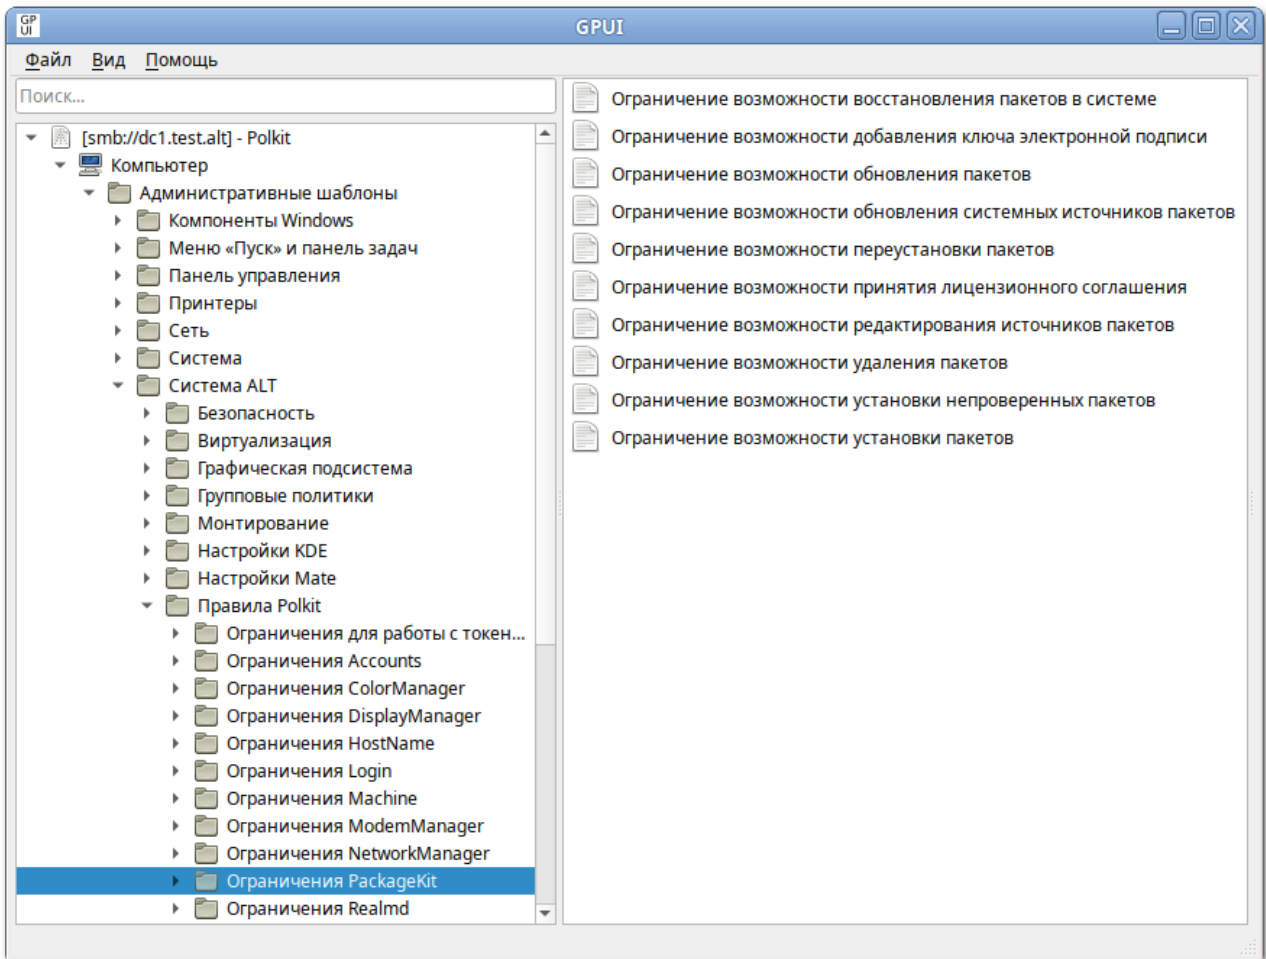 GP
UI
GPUI
Файл Вид Помощь
Поиск...
[smb://dc1.test.alt] - Polkit
Компьютер
Административные шаблоны
Компоненты Windows
Меню «Пуск» и панель задач
Панель управления
Принтеры
Сеть
Система
Система ALT
Безопасность
Виртуализация
Графическая подсистема
Групповые политики
Монтирование
Настройки KDE
Настройки Mate
Правила Polkit
Ограничения для работы с токен...
Ограничения Accounts
Ограничения ColorManager
Ограничения DisplayManager
Ограничения HostName
Ограничения Login
Ограничения Machine
Ограничения ModemManager
Ограничения NetworkManager
Ограничения PackageKit
Ограничения Realmd
Ограничение возможности восстановления пакетов в системе
Ограничение возможности добавления ключа электронной подписи
Ограничение возможности обновления пакетов
Ограничение возможности обновления системных источников пакетов
Ограничение возможности переустановки пакетов
Ограничение возможности принятия лицензионного соглашения
Ограничение возможности редактирования источников пакетов
Ограничение возможности удаления пакетов
Ограничение возможности установки непроверенных пакетов
Ограничение возможности установки пакетов